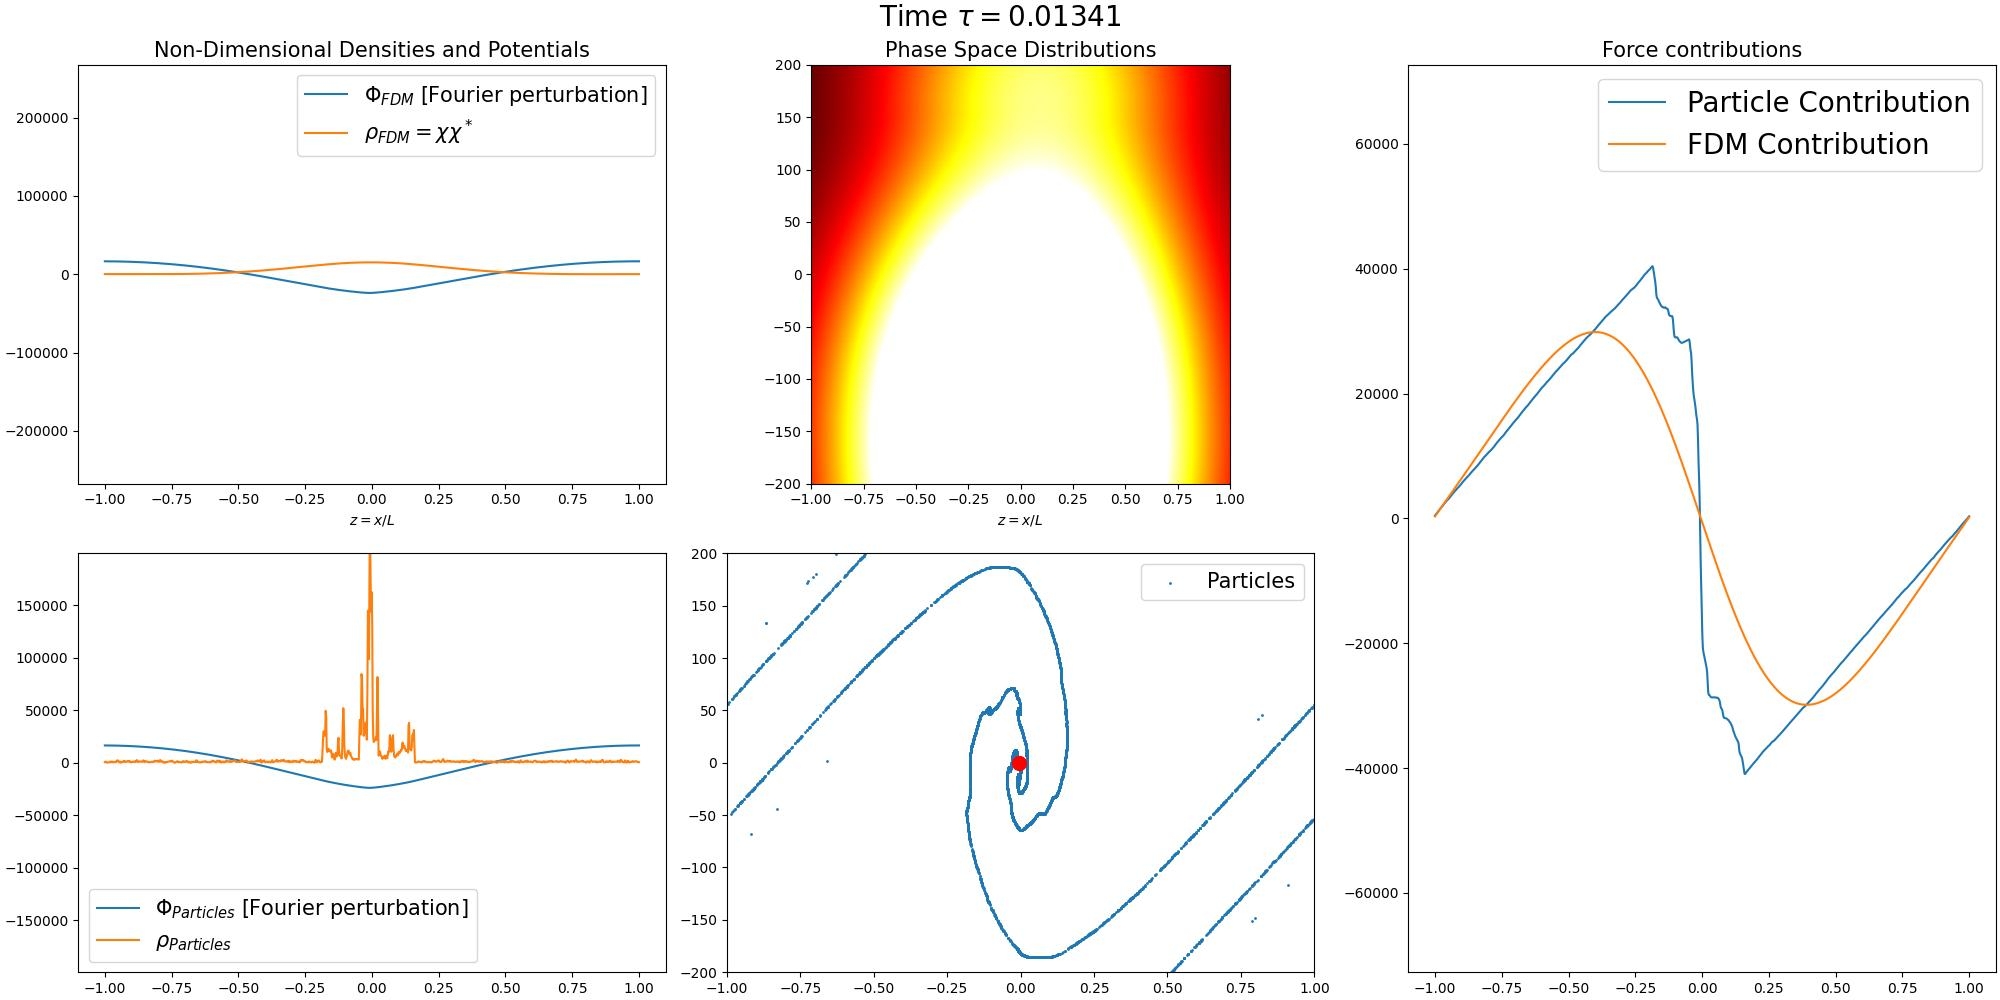 Time τ = 0.01341
Non-Dimensional Densities and Potentials
Φ_FDM [Fourier perturbation]
ρ_FDM = χχ*
200000
100000
0
−100000
−200000
−1.00 −0.75 −0.50 −0.25 0.00 0.25 0.50 0.75 1.00
z = x/L
Phase Space Distributions
200
150
100
50
0
−50
−100
−150
−200
−1.00 −0.75 −0.50 −0.25 0.00 0.25 0.50 0.75 1.00
z = x/L
Force contributions
Particle Contribution
FDM Contribution
60000
40000
20000
0
−20000
−40000
−60000
−1.00 −0.75 −0.50 −0.25 0.00 0.25 0.50 0.75 1.00
150000
100000
50000
0
−50000
−100000
−150000
Φ_Particles [Fourier perturbation]
ρ_Particles
−1.00 −0.75 −0.50 −0.25 0.00 0.25 0.50 0.75 1.00
Particles
200
150
100
50
0
−50
−100
−150
−200
−1.00 −0.75 −0.50 −0.25 0.00 0.25 0.50 0.75 1.00